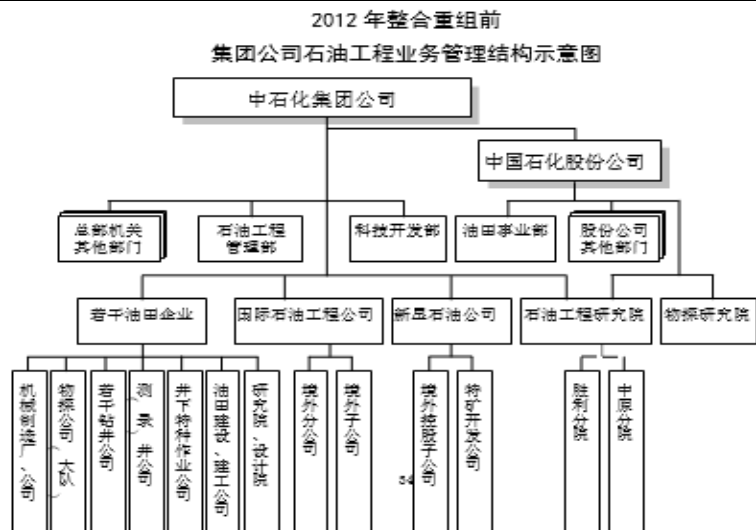 2012 年整合重组前
集团公司石油工程业务管理结构示意图
中石化集团公司
中国石化股份公司
总部机关
其他部门
石油工程
管理部
科技开发部
油田事业部
股份公司
其他部门
若干油田企业
国际石油工程公司
新星石油公司
石油工程研究院
物探研究院
机械制造厂、公司
物探公司（大队）
若干钻井公司
测（录）井公司
井下特种作业公司
油田建设、建工公司
研究院、设计院
境外分公司
境外子公司
境外控股子公司
特矿开发公司
胜利分院
中原分院
34